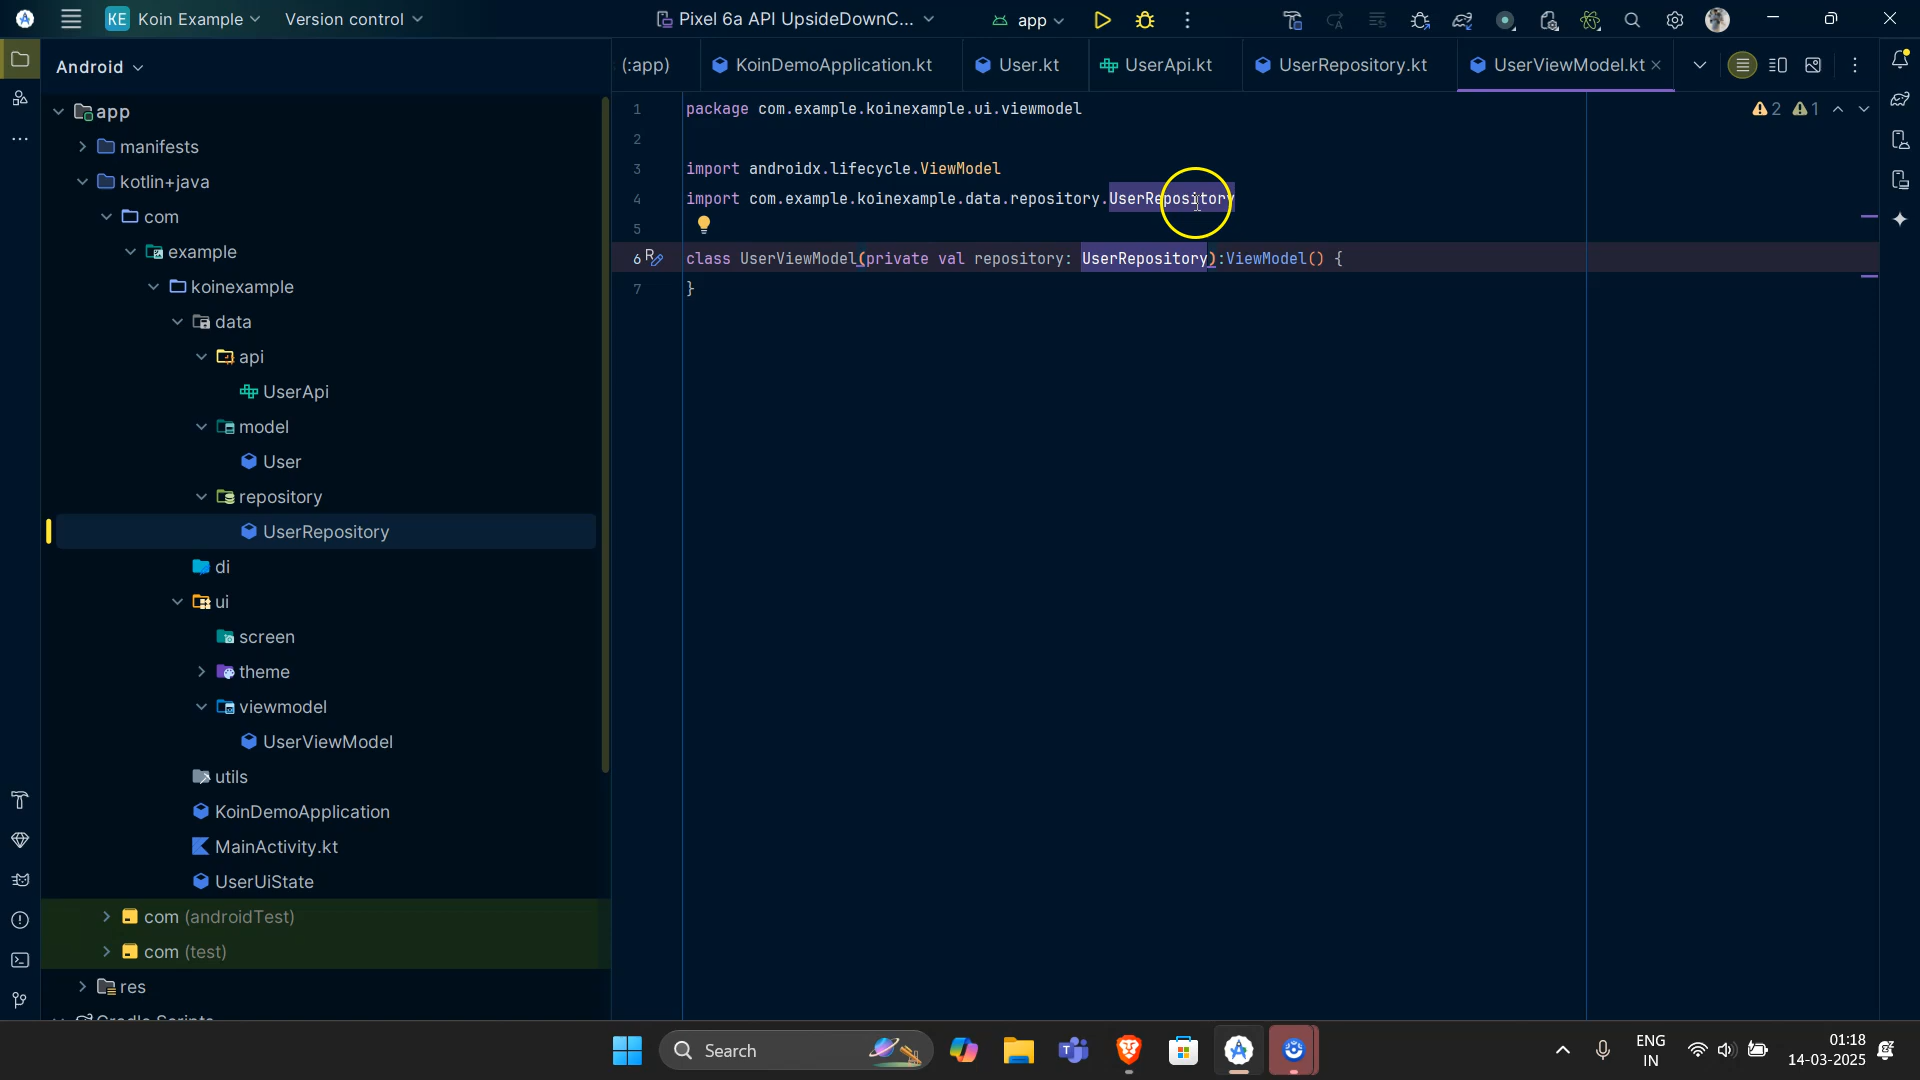 KE Koin Example Version control Pixel 6a API UpsideDownC... app
Android
(:app) KoinDemoApplication.kt User.kt UserApi.kt UserRepository.kt UserViewModel.kt
app
manifests
kotlin+java
com
example
koinexample
data
api
UserApi
model
User
repository
UserRepository
di
ui
screen
theme
viewmodel
UserViewModel
utils
KoinDemoApplication
MainActivity.kt
UserUiState
com (androidTest)
com (test)
res
Gradle Scripts
1 package com.example.koinexample.ui.viewmodel
2
3 import androidx.lifecycle.ViewModel
4 import com.example.koinexample.data.repository.UserRepository
5
6 class UserViewModel(private val repository: UserRepository):ViewModel() {
7 }
2 1
Search
ENG
IN
01:18
14-03-2025